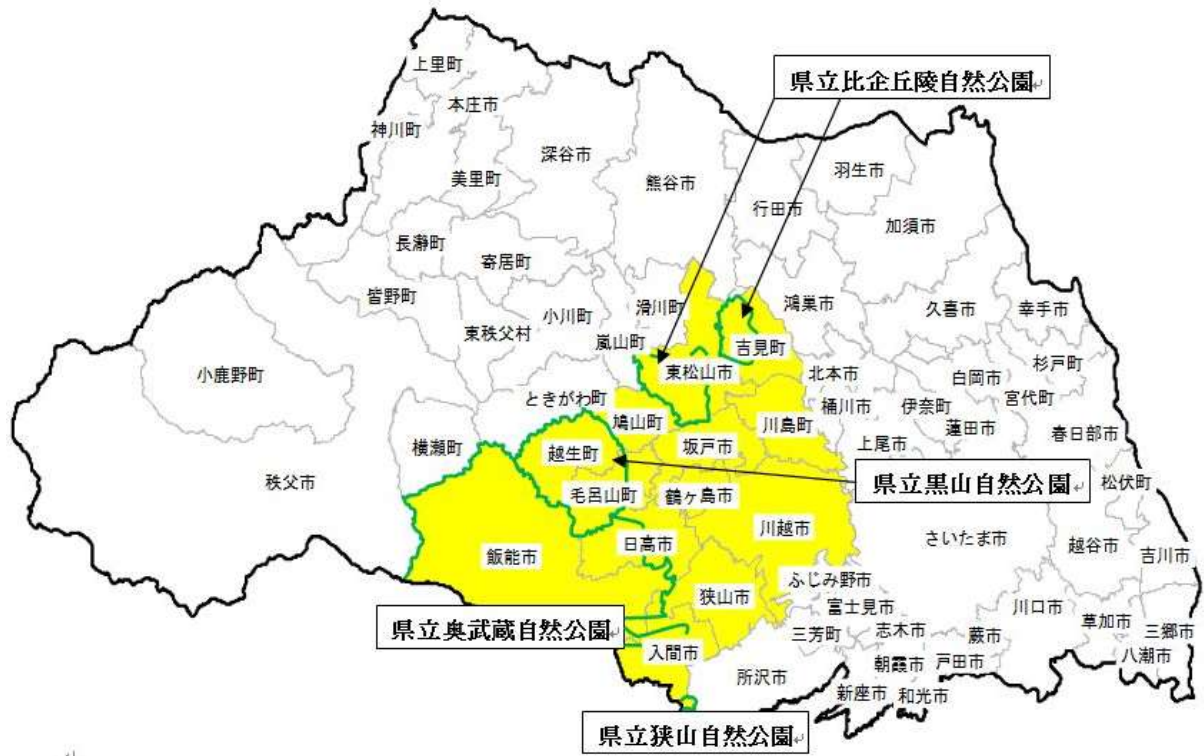 上里町
本庄市
神川町
深谷市
美里町
熊谷市
県立比企丘陵自然公園
行田市
羽生市
加須市
長瀞町
寄居町
皆野町
小川町
東秩父村
滑川町
嵐山町
鴻巣市
吉見町
久喜市
幸手市
小鹿野町
東松山市
北本市
白岡市
杉戸町
宮代町
ときがわ町
鳩山町
川島町
桶川市
伊奈町
蓮田市
春日部市
横瀬町
坂戸市
上尾市
秩父市
越生町
毛呂山町
鶴ヶ島市
県立黒山自然公園
松伏町
川越市
さいたま市
越谷市
吉川市
飯能市
日高市
ふじみ野市
狭山市
富士見市
川口市
草加市
三郷市
県立奥武蔵自然公園
入間市
三芳町
志木市
蕨市
八潮市
所沢市
朝霞市
戸田市
新座市
和光市
県立狭山自然公園